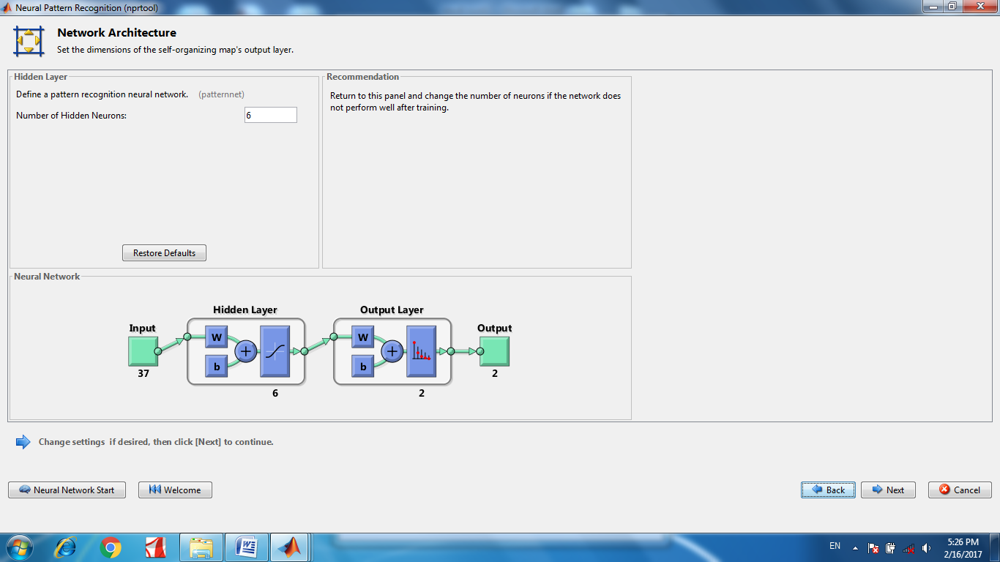 Neural Pattern Recognition (nprtool)
Network Architecture
Set the dimensions of the self-organizing map's output layer.
Hidden Layer
Define a pattern recognition neural network. (patternnet)
Number of Hidden Neurons: 6
Restore Defaults
Recommendation
Return to this panel and change the number of neurons if the network does
not perform well after training.
Neural Network
Hidden Layer Output Layer
Input Output
W W
b b
37 2
6 2
Change settings if desired, then click [Next] to continue.
Neural Network Start Welcome Back Next Cancel
EN 5:26 PM
2/16/2017